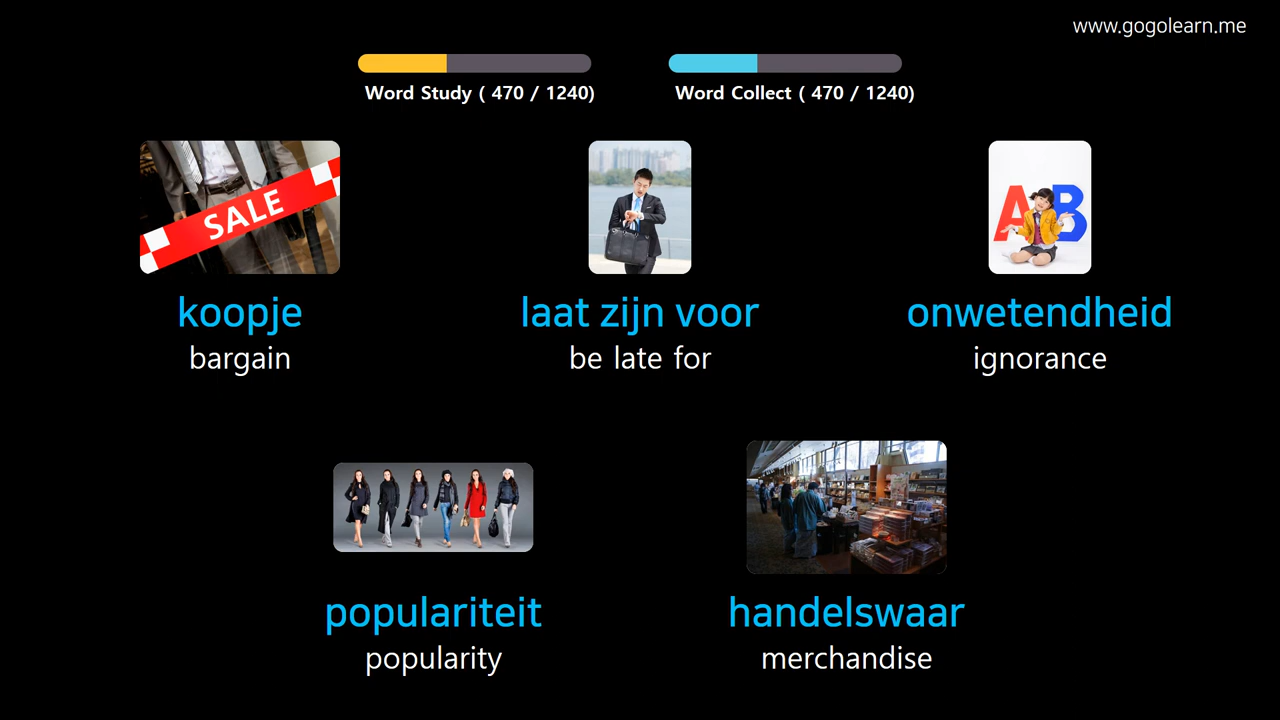 www.gogolearn.me
Word Study ( 470 / 1240)
Word Collect ( 470 / 1240)
SALE
A B
koopje
bargain
laat zijn voor
be late for
onwetendheid
ignorance
populariteit
popularity
handelswaar
merchandise